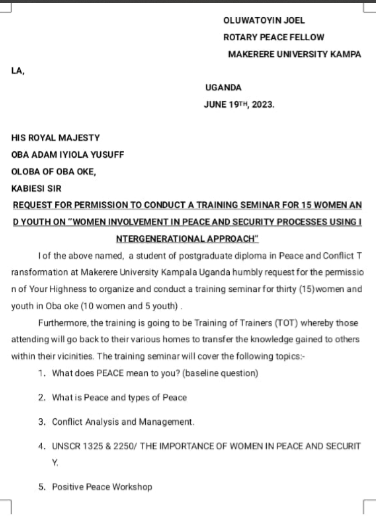 OLUWATOYIN JOEL
ROTARY PEACE FELLOW
MAKERERE UNIVERSITY KAMPA
LA,
UGANDA
JUNE 19TH, 2023.
HIS ROYAL MAJESTY
OBA ADAM IYIOLA YUSUFF
OLOBA OF OBA OKE,
KABIESI SIR
REQUEST FOR PERMISSION TO CONDUCT A TRAINING SEMINAR FOR 15 WOMEN AN
D YOUTH ON "WOMEN INVOLVEMENT IN PEACE AND SECURITY PROCESSES USING I
NTERGENERATIONAL APPROACH"
I of the above named, a student of postgraduate diploma in Peace and Conflict T
ransformation at Makerere University Kampala Uganda humbly request for the permissio
n of Your Highness to organize and conduct a training seminar for thirty (15)women and
youth in Oba oke (10 women and 5 youth) .
Furthermore, the training is going to be Training of Trainers (TOT) whereby those
attending will go back to their various homes to transfer the knowledge gained to others
within their vicinities. The training seminar will cover the following topics:-
1. What does PEACE mean to you? (baseline question)
2. What is Peace and types of Peace
3. Conflict Analysis and Management.
4. UNSCR 1325 & 2250/ THE IMPORTANCE OF WOMEN IN PEACE AND SECURIT
Y.
5. Positive Peace Workshop